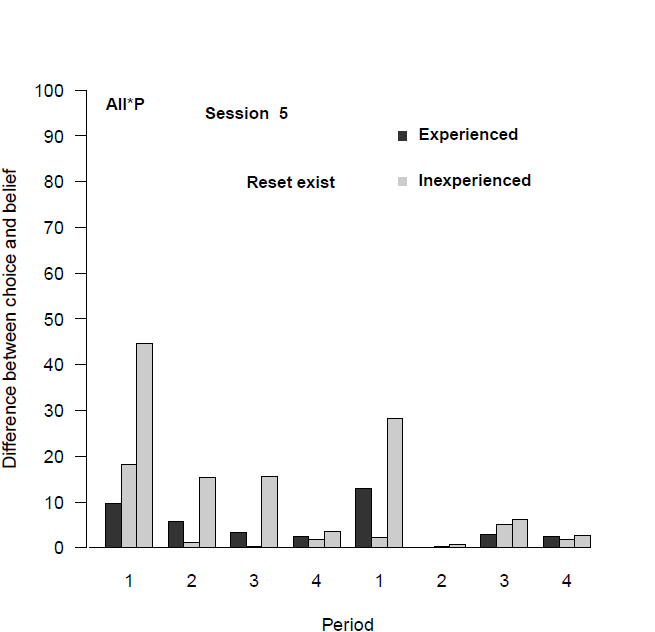 All*P
Session 5
Experienced
Reset exist
Inexperienced
Difference between choice and belief
100
90
80
70
60
50
40
30
20
10
0
1 2 3 4 1 2 3 4
Period